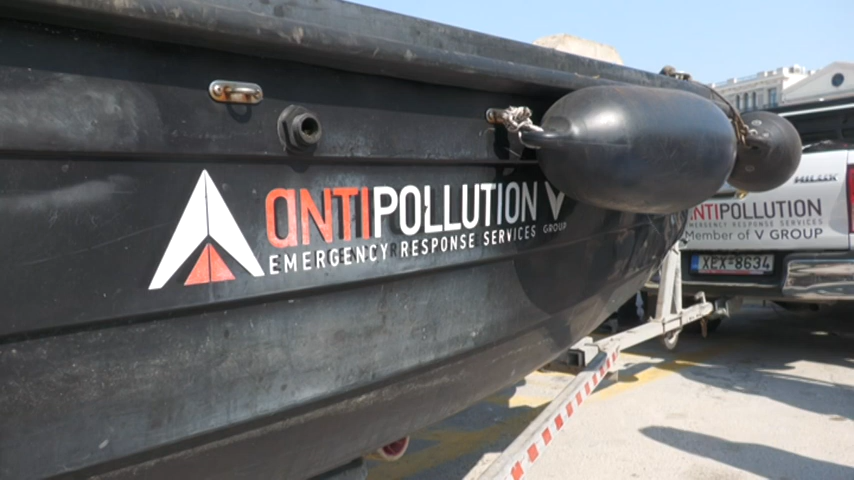 ANTIPOLLUTION V
EMERGENCY RESPONSE SERVICES GROUP
HILUX
ANTIPOLLUTION
EMERGENCY RESPONSE SERVICES
Member of V GROUP
XEX-8634